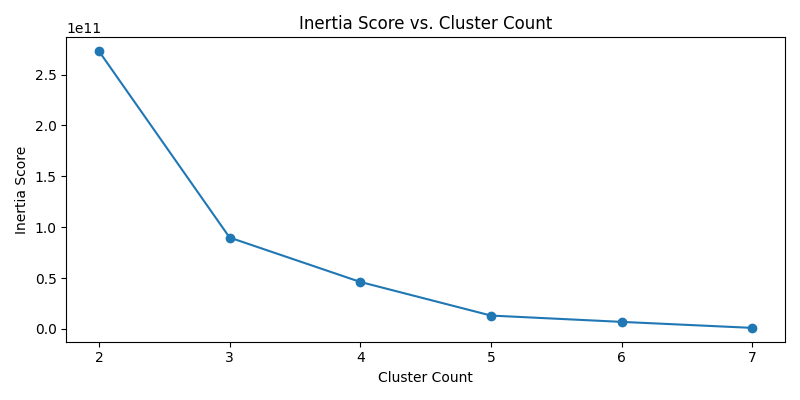 Inertia Score vs. Cluster Count
1e11
2.5
2.0
1.5
1.0
0.5
0.0
Inertia Score
2 3 4 5 6 7
Cluster Count